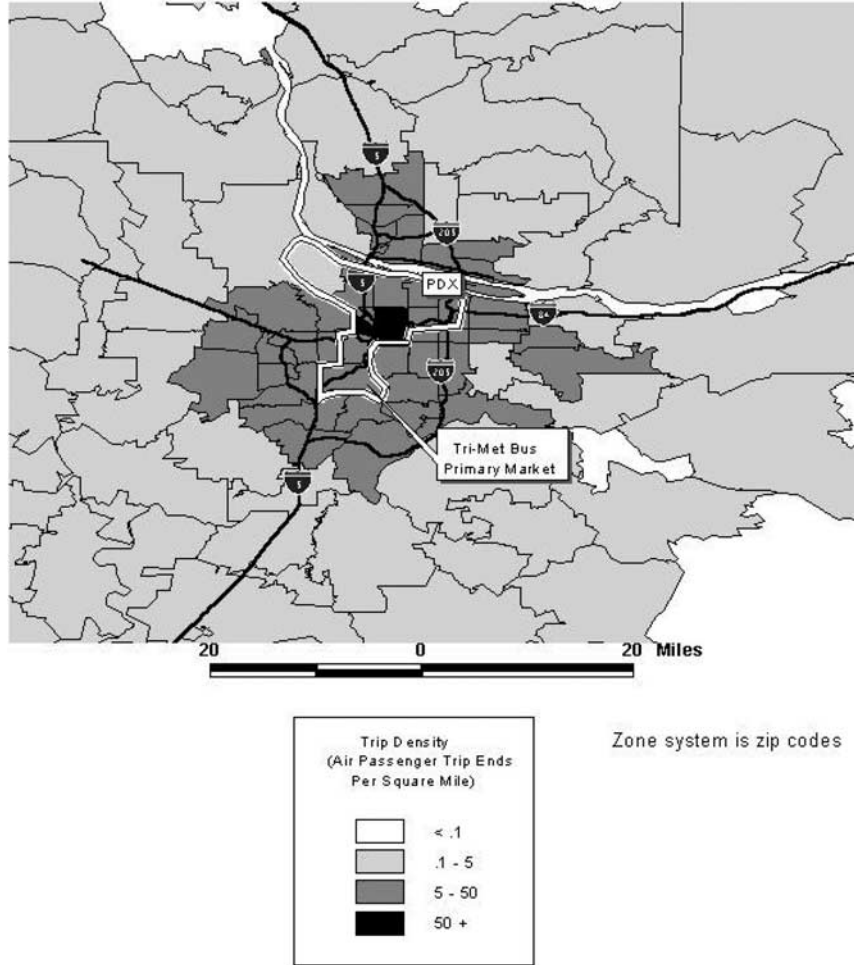 5
205
5
PDX
84
205
Tri-Met Bus
Primary Market
5
20 0 20 Miles
Trip Density
(Air Passenger Trip Ends
Per Square Mile)
< .1
.1 - 5
5 - 50
50 +
Zone system is zip codes